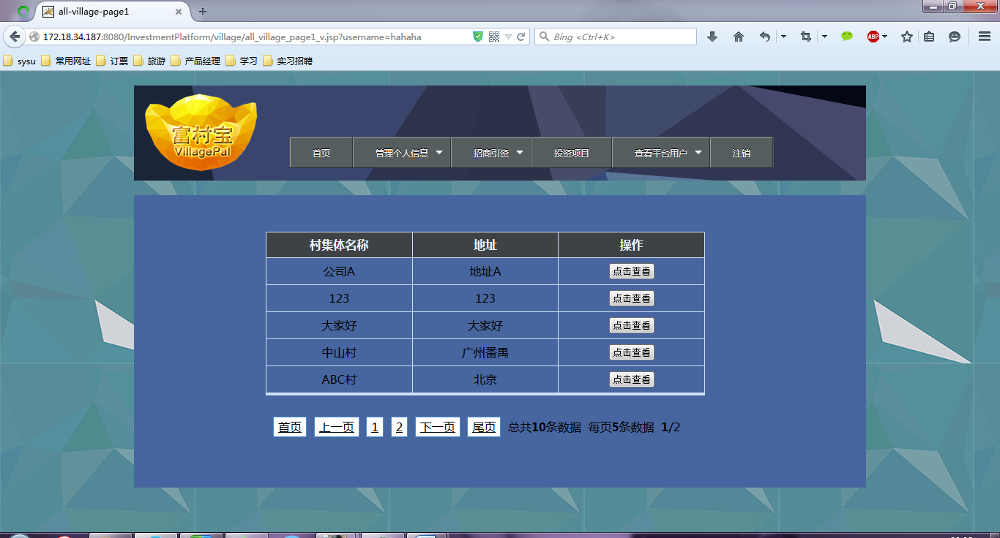 all-village-page1
172.18.34.187:8080/InvestmentPlatform/village/all_village_page1_v.jsp?username=hahaha
Bing <Ctrl+K>
ABP
sysu 常用网址 订票 旅游 产品经理 学习 实习招聘
富村宝
VillagePal
首页 管理个人信息 招商引资 投资项目 查看平台用户 注销
村集体名称 地址 操作
公司A 地址A 点击查看
123 123 点击查看
大家好 大家好 点击查看
中山村 广州番禺 点击查看
ABC村 北京 点击查看
首页 上一页 1 2 下一页 尾页 总共10条数据 每页5条数据 1/2